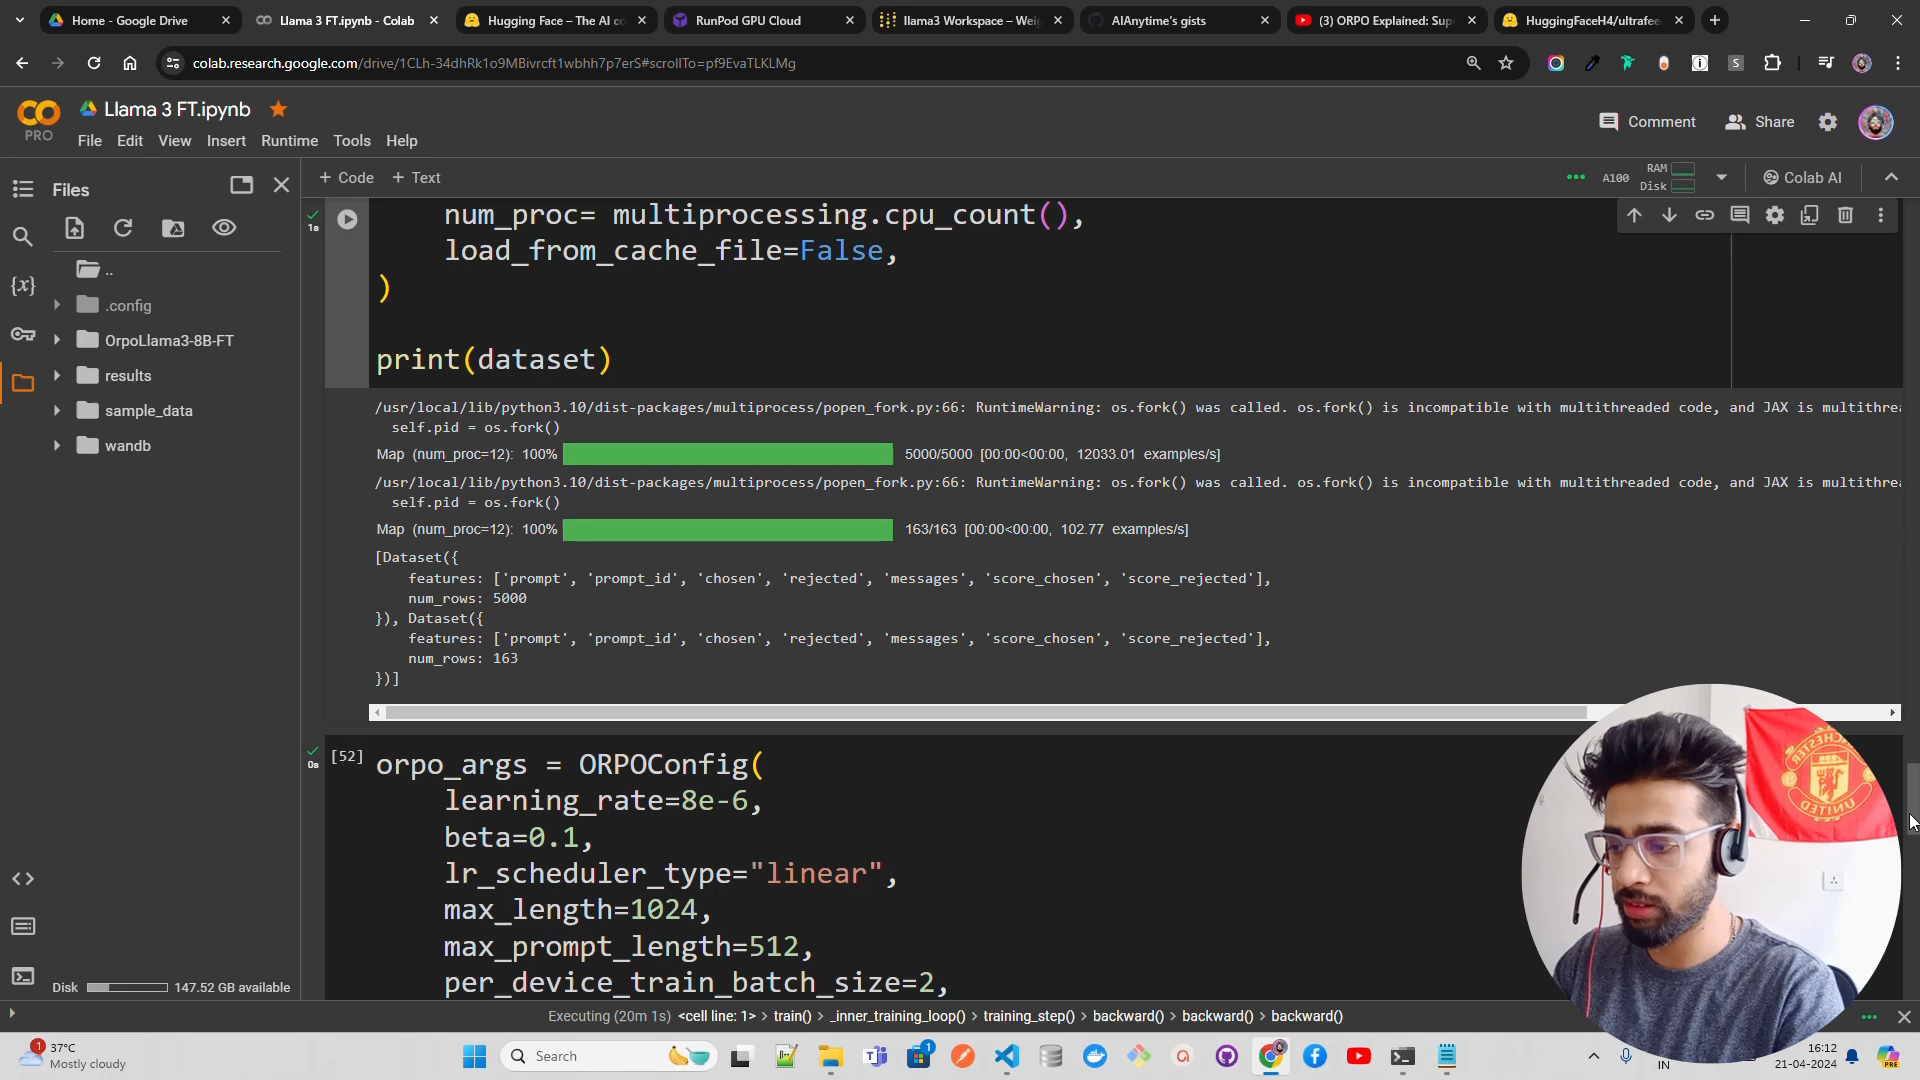 Home - Google Drive
Llama 3 FT.ipynb - Colab
Hugging Face – The AI co
RunPod GPU Cloud
llama3 Workspace – Wei
AIAnytime's gists
(3) ORPO Explained: Sup
HuggingFaceH4/ultrafee
colab.research.google.com/drive/1CLh-34dhRk1o9MBivrcft1wbhh7p7erS#scrollTo=pf9EvaTLKLMg
PRO
Llama 3 FT.ipynb
File Edit View Insert Runtime Tools Help
Comment
Share
Files
+ Code + Text
A100
RAM
Disk
Colab AI
..
.config
OrpoLlama3-8B-FT
results
sample_data
wandb
{x}
Disk 147.52 GB available
1s
num_proc= multiprocessing.cpu_count(),
load_from_cache_file=False,
)
print(dataset)
/usr/local/lib/python3.10/dist-packages/multiprocess/popen_fork.py:66: RuntimeWarning: os.fork() was called. os.fork() is incompatible with multithreaded code, and JAX is multithrea
self.pid = os.fork()
Map (num_proc=12): 100% 5000/5000 [00:00<00:00, 12033.01 examples/s]
/usr/local/lib/python3.10/dist-packages/multiprocess/popen_fork.py:66: RuntimeWarning: os.fork() was called. os.fork() is incompatible with multithreaded code, and JAX is multithrea
self.pid = os.fork()
Map (num_proc=12): 100% 163/163 [00:00<00:00, 102.77 examples/s]
[Dataset({
features: ['prompt', 'prompt_id', 'chosen', 'rejected', 'messages', 'score_chosen', 'score_rejected'],
num_rows: 5000
}), Dataset({
features: ['prompt', 'prompt_id', 'chosen', 'rejected', 'messages', 'score_chosen', 'score_rejected'],
num_rows: 163
})]
0s
[52] orpo_args = ORPOConfig(
learning_rate=8e-6,
beta=0.1,
lr_scheduler_type="linear",
max_length=1024,
max_prompt_length=512,
per_device_train_batch_size=2,
UNITED
Executing (20m 1s) <cell line: 1> > train() > _inner_training_loop() > training_step() > backward() > backward() > backward()
1
37°C
Mostly cloudy
Search
1
IN
16:12
21-04-2024
PRE